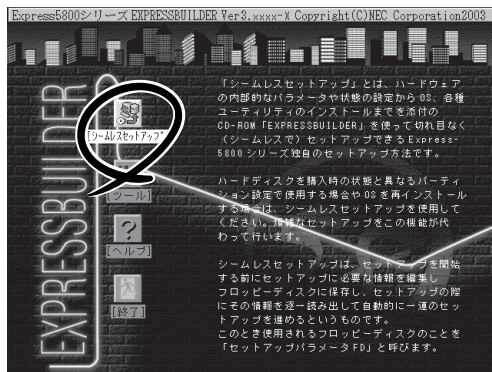 Express5800シリーズ EXPRESSBUILDER Ver3.xxxx-X Copyright(C)NEC Corporation2003
EXPRESSBUILDER
[シームレスセットアップ]
[ツール]
[ヘルプ]
[終了]
「シームレスセットアップ」とは、ハードウェア
の内部的なパラメータや状態の設定から OS、各種
ユーティリティのインストールまでを添付の
CD-ROM「EXPRESSBUILDER」を使って切れ目なく
(シームレスで) セットアップできる Express-
5800 シリーズ独自のセットアップ方法です。
ハードディスクを購入時の状態と異なるパーティ
ション設定で使用する場合や OS を再インストール
する場合は、シームレスセットアップを使用して
ください。煩雑なセットアップをこの機能が代
わって行います。
シームレスセットアップは、セットアップを開始
する前にセットアップに必要な情報を編集し
フロッピーディスクに保存し、セットアップの際
にその情報を逐一読み出して自動的に一連のセッ
トアップを進めるというものです。
このとき使用されるフロッピーディスクのことを
「セットアップパラメータ FD」と呼びます。